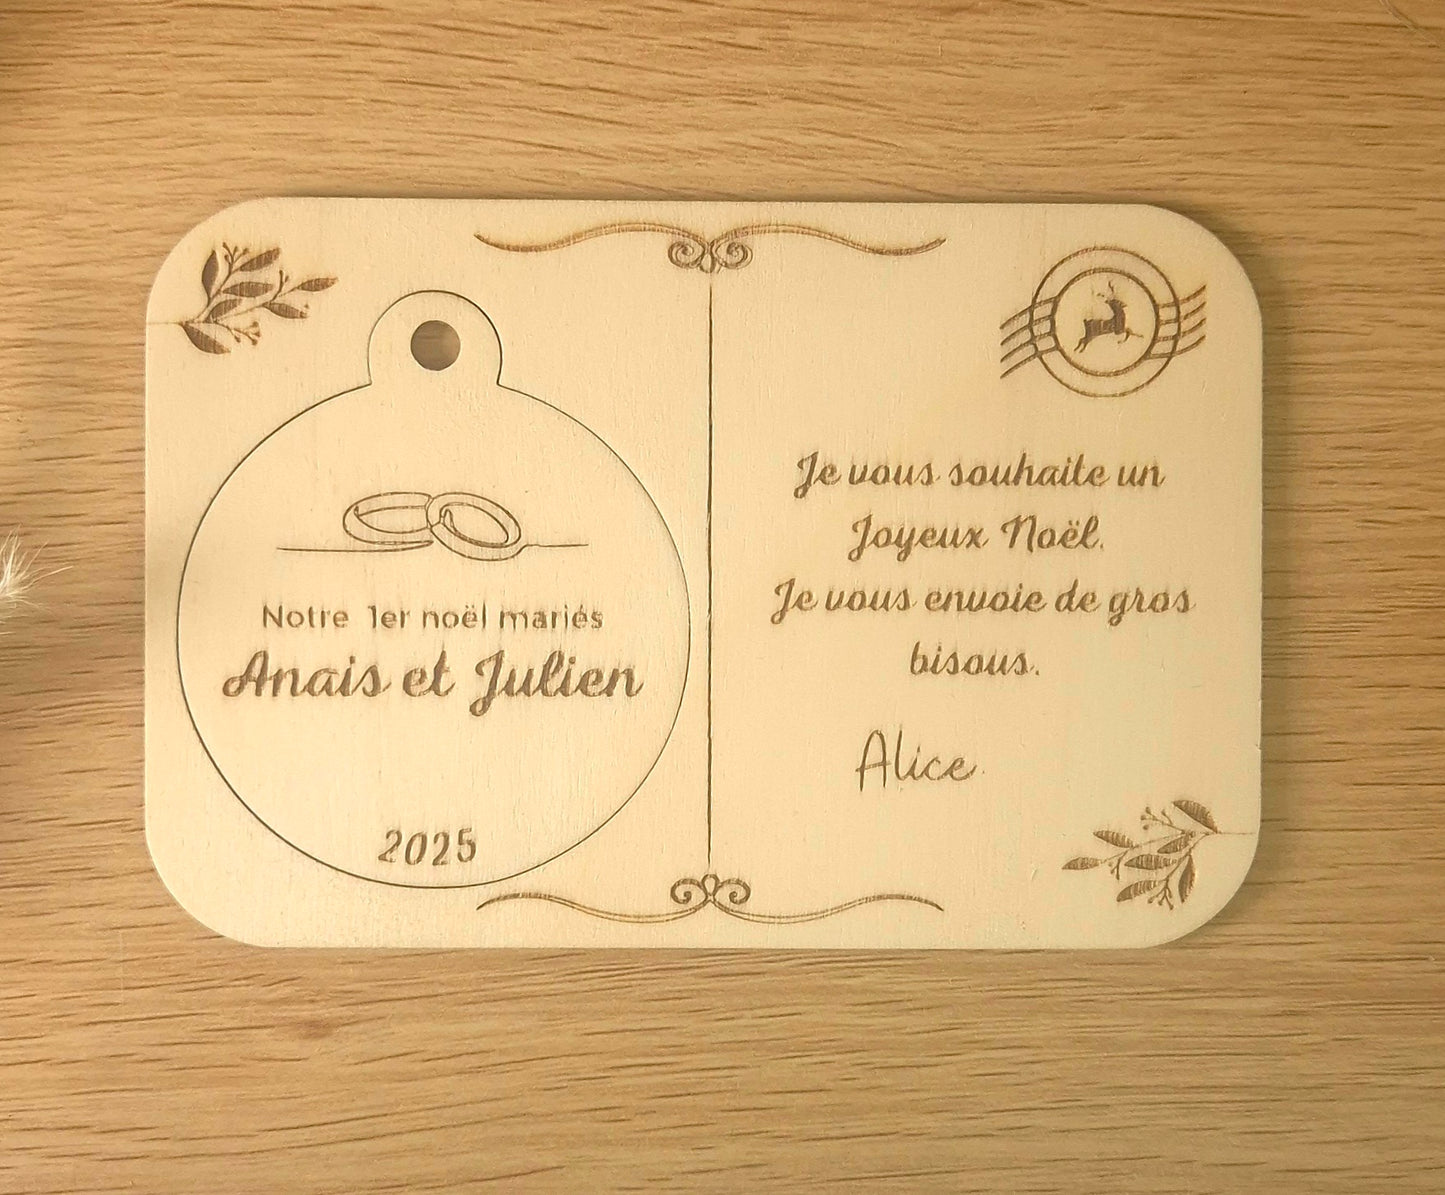 Notre 1er noël mariés
Anais et Julien
2025
Je vous souhaite un
Joyeux Noël.
Je vous envoie de gros
bisous.
Alice